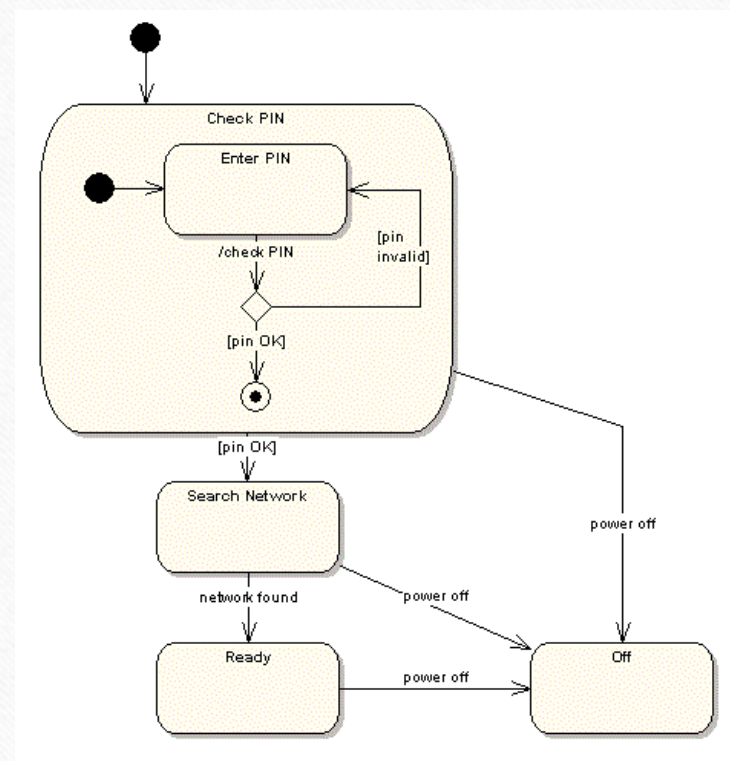 Check PIN
Enter PIN
/check PIN
[pin
invalid]
[pin OK]
[pin OK]
Search Network
power off
network found
power off
Ready
Off
power off